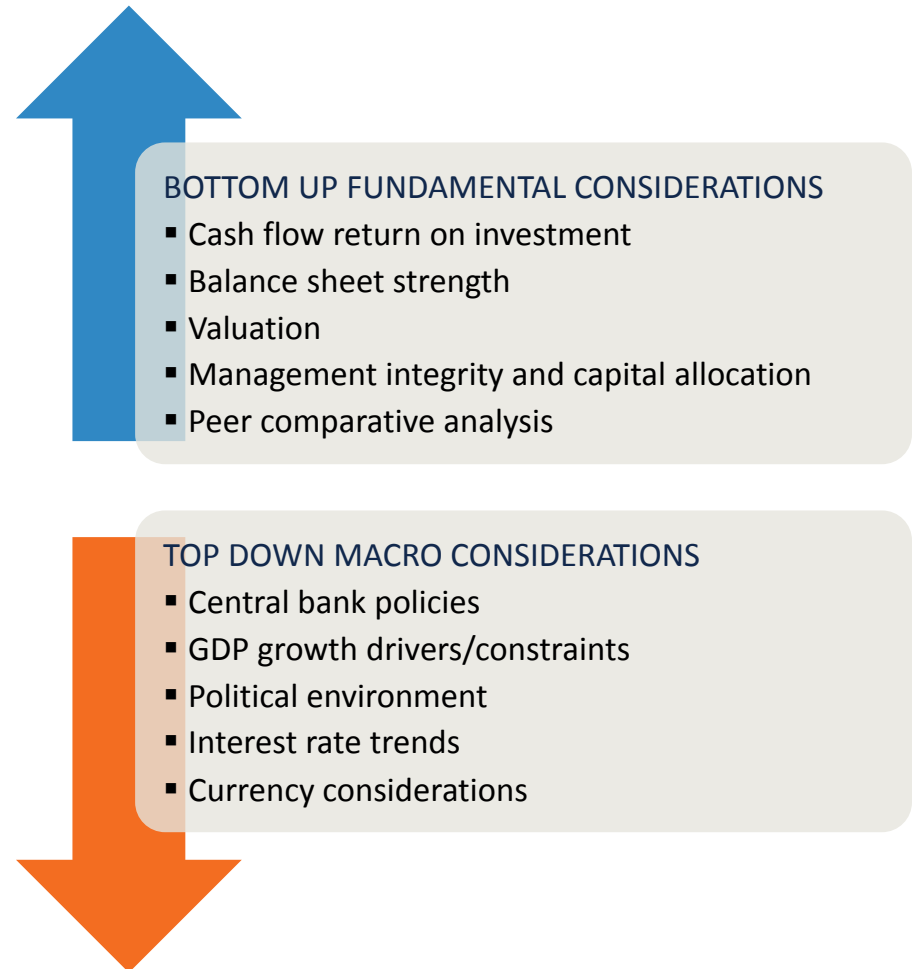 BOTTOM UP FUNDAMENTAL CONSIDERATIONS
▪ Cash flow return on investment
▪ Balance sheet strength
▪ Valuation
▪ Management integrity and capital allocation
▪ Peer comparative analysis
TOP DOWN MACRO CONSIDERATIONS
▪ Central bank policies
▪ GDP growth drivers/constraints
▪ Political environment
▪ Interest rate trends
▪ Currency considerations